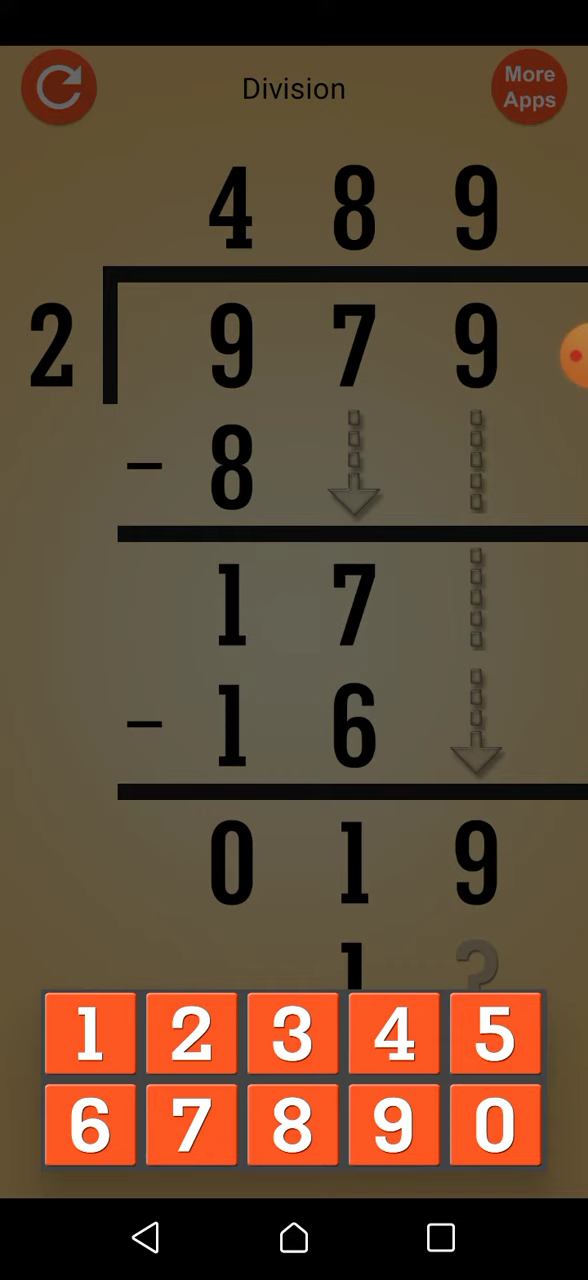 Division
More
Apps
4 8 9
2 9 7 9
– 8
1 7
– 1 6
0 1 9
1 ?
1 2 3 4 5
6 7 8 9 0